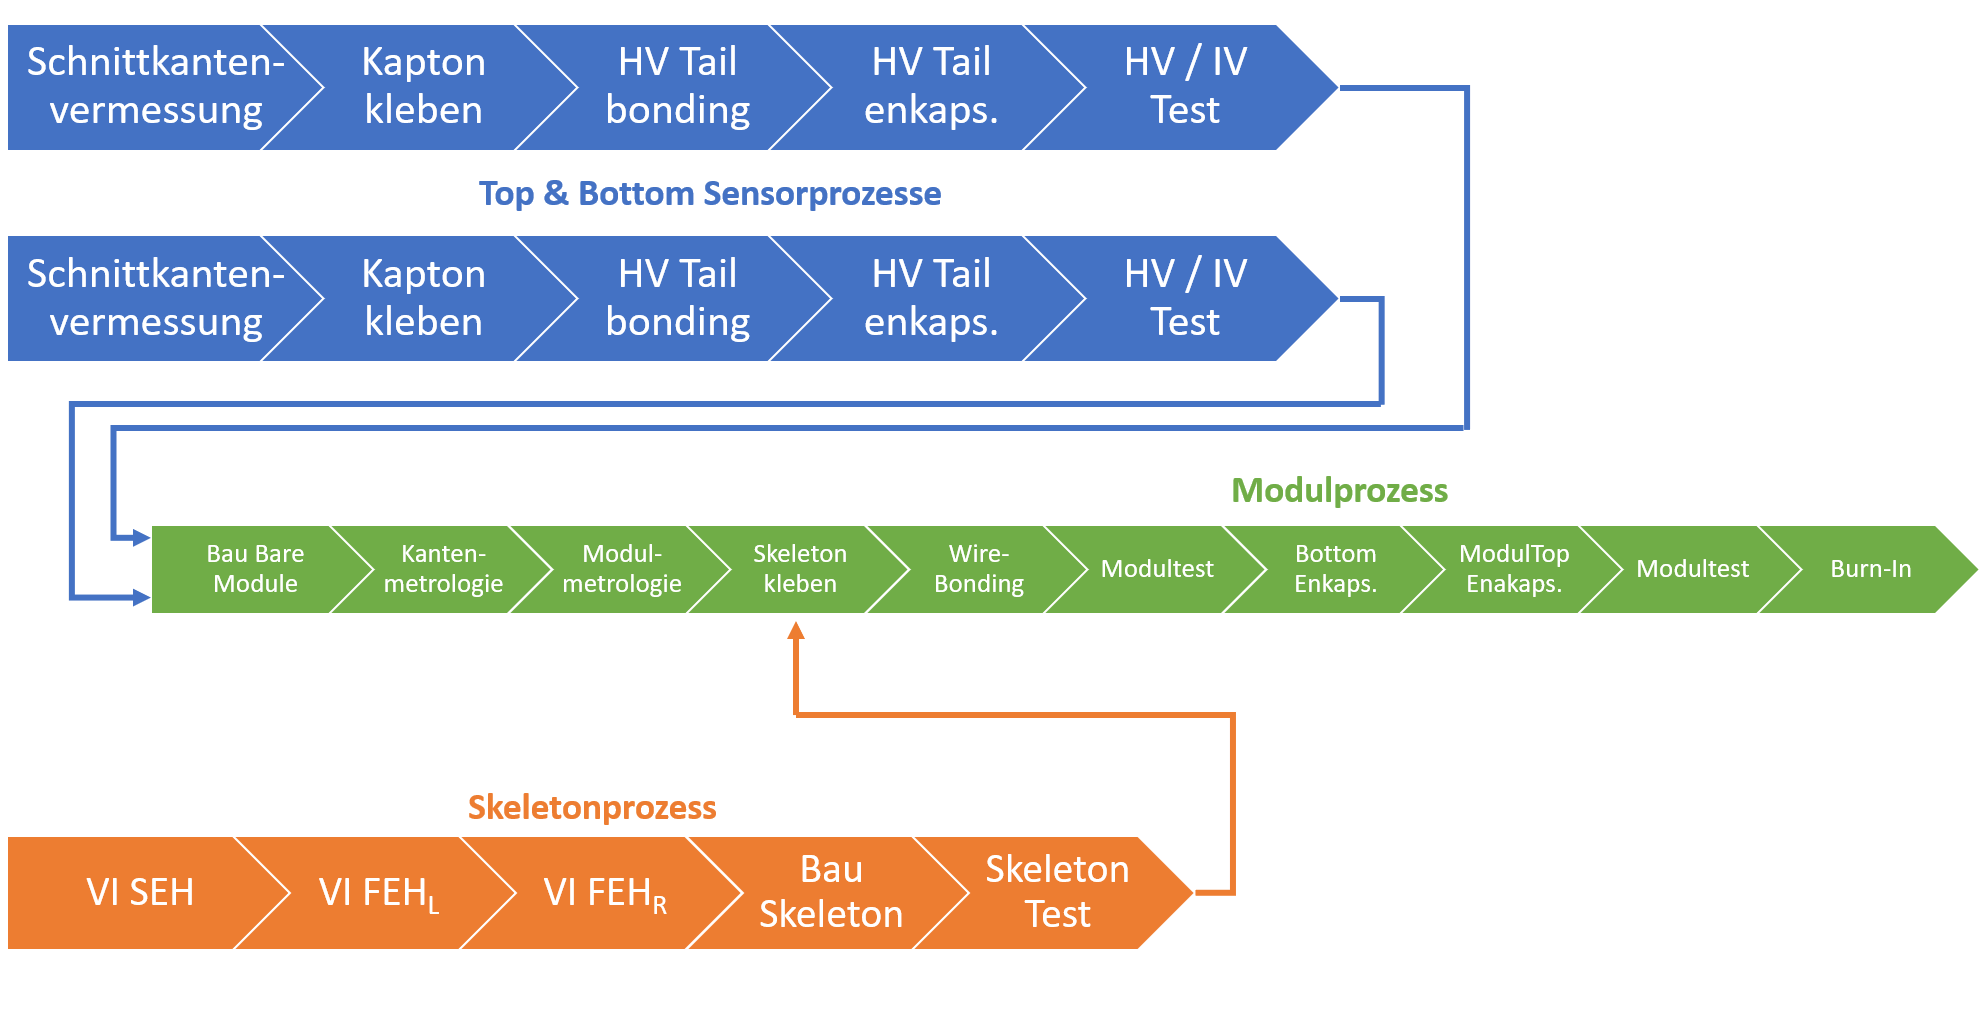 Schnittkanten-
vermessung
Kapton
kleben
HV Tail
bonding
HV Tail
enkaps.
HV / IV
Test
Top & Bottom Sensorprozesse
Schnittkanten-
vermessung
Kapton
kleben
HV Tail
bonding
HV Tail
enkaps.
HV / IV
Test
Modulprozess
Bau Bare
Module
Kanten-
metrologie
Modul-
metrologie
Skeleton
kleben
Wire-
Bonding
Modultest
Bottom
Enkaps.
ModulTop
Enakaps.
Modultest
Burn-In
Skeletonprozess
VI SEH
VI FEHL
VI FEHR
Bau
Skeleton
Skeleton
Test